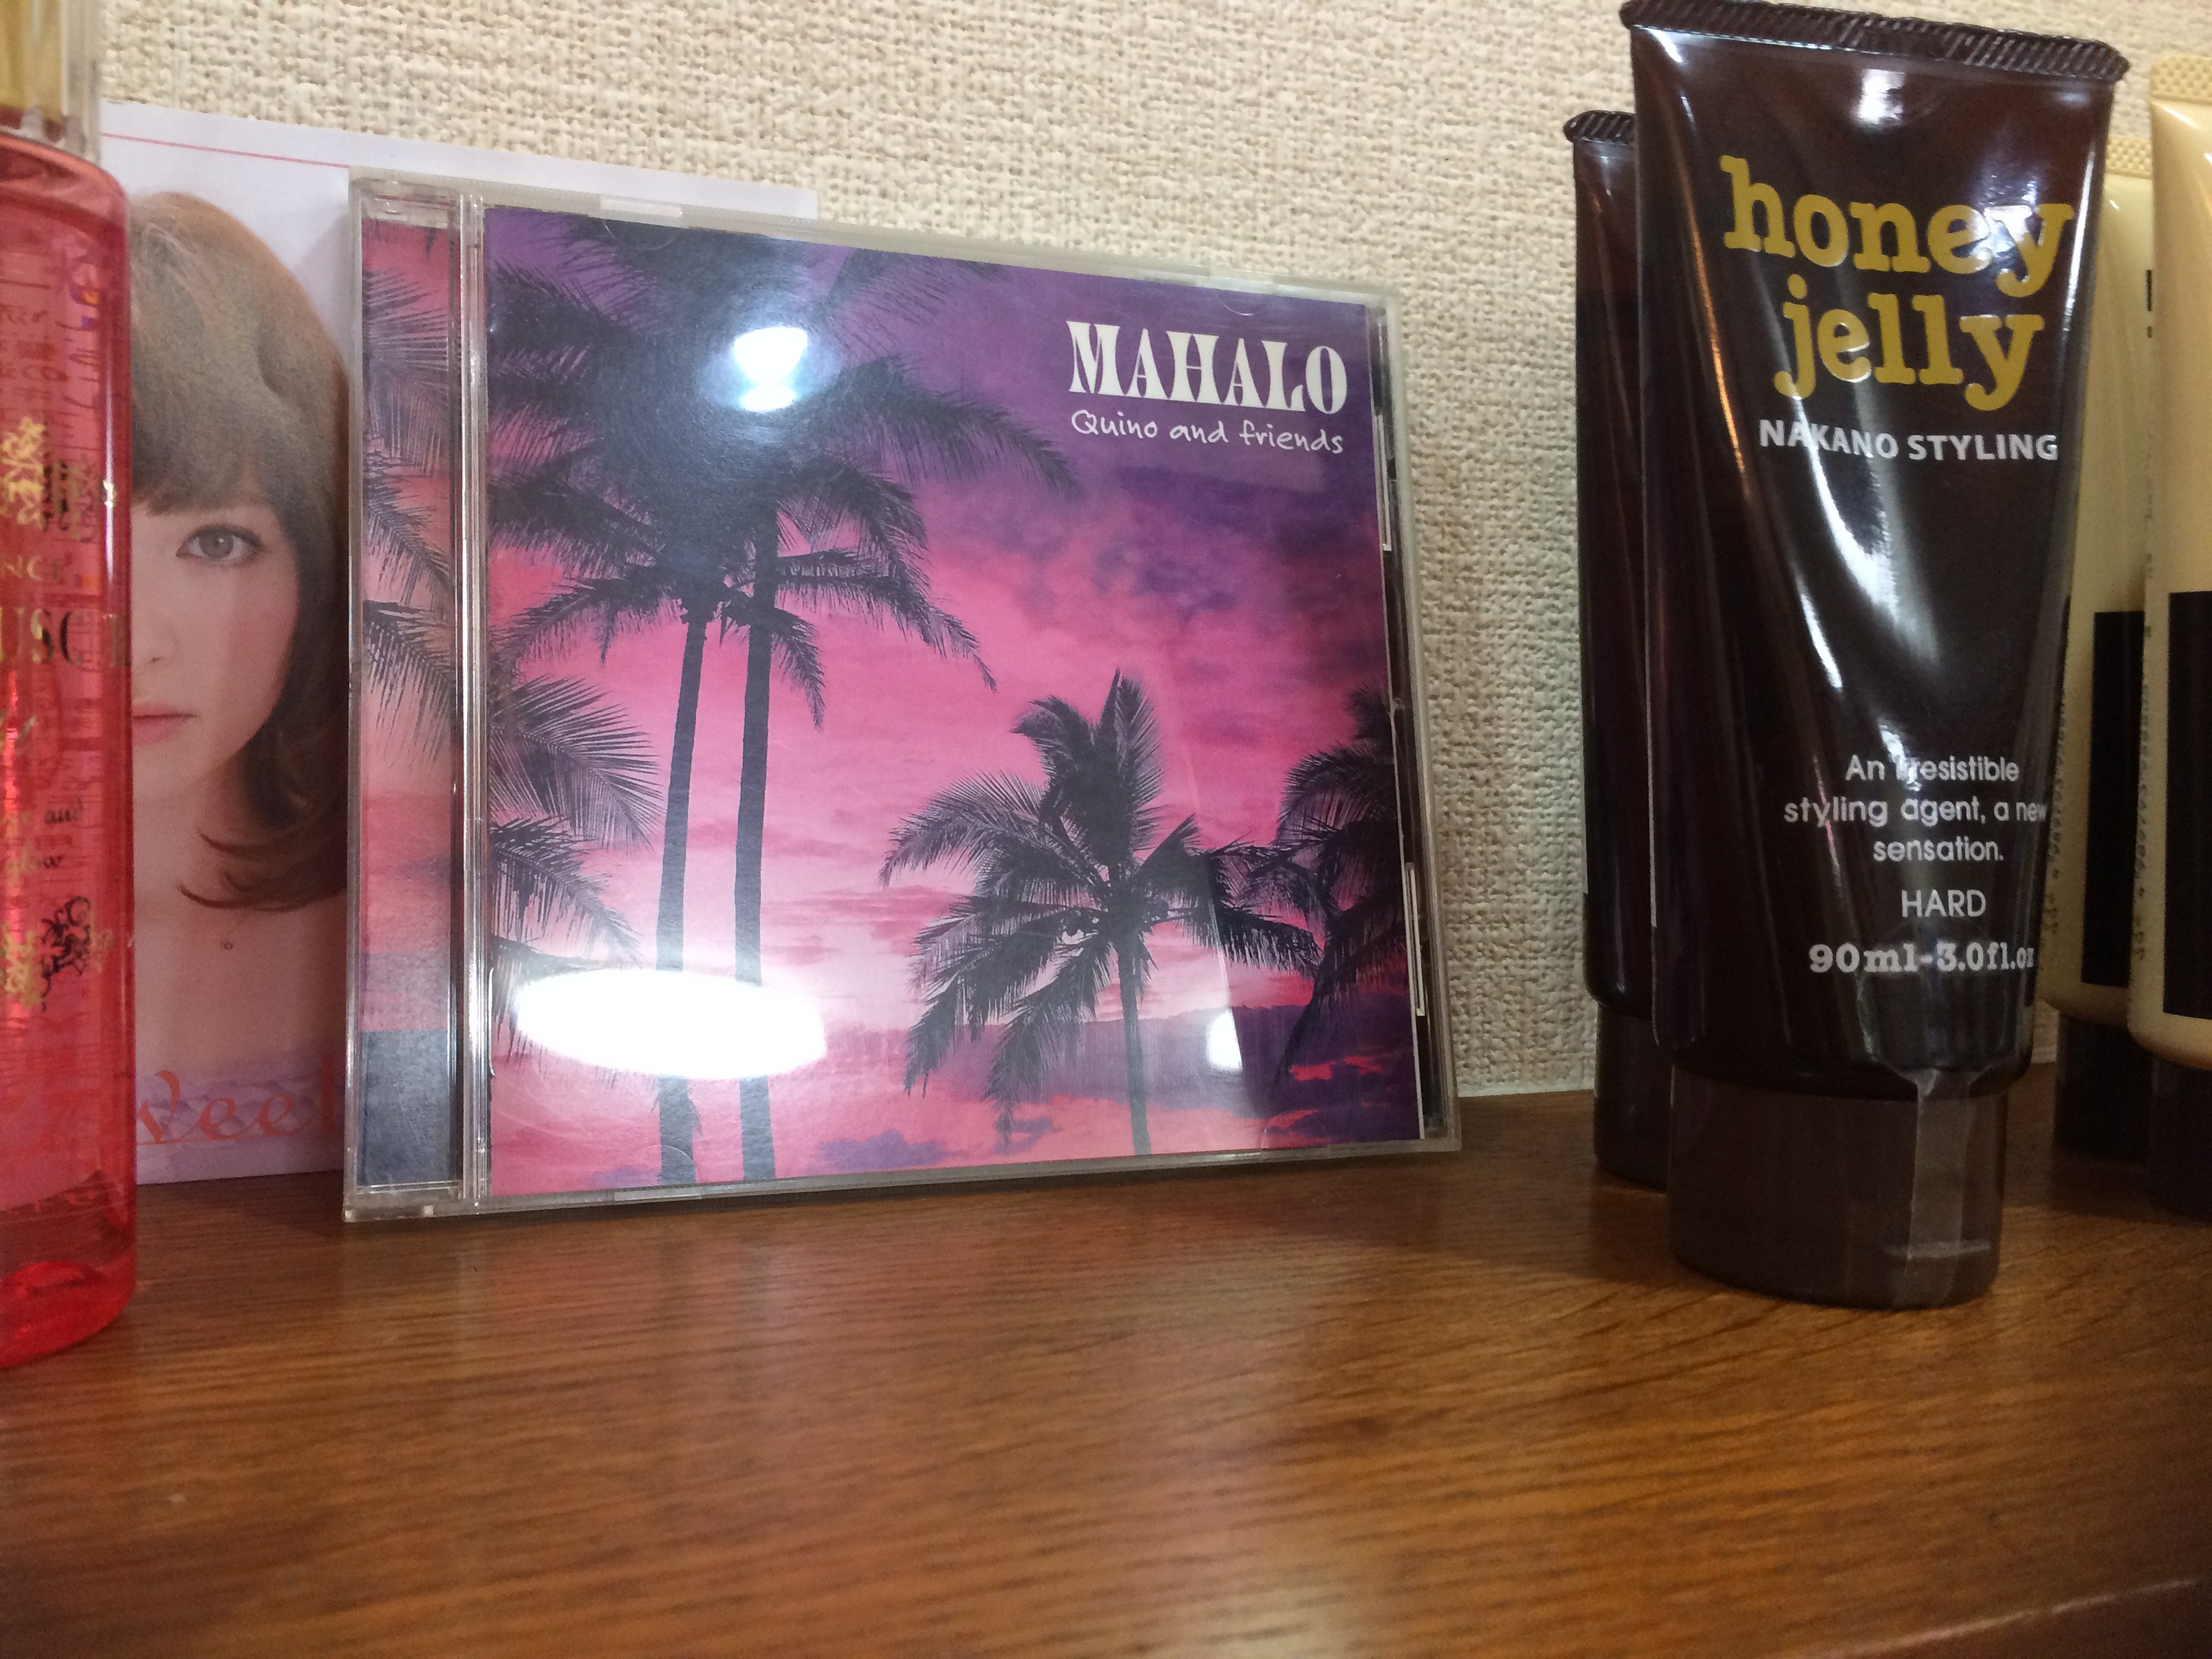 MAHALO
Quino and friends
honey
jelly
NAKANO STYLING
An irresistible
styling agent, a new
sensation.
HARD
90ml-3.0fl.oz
and